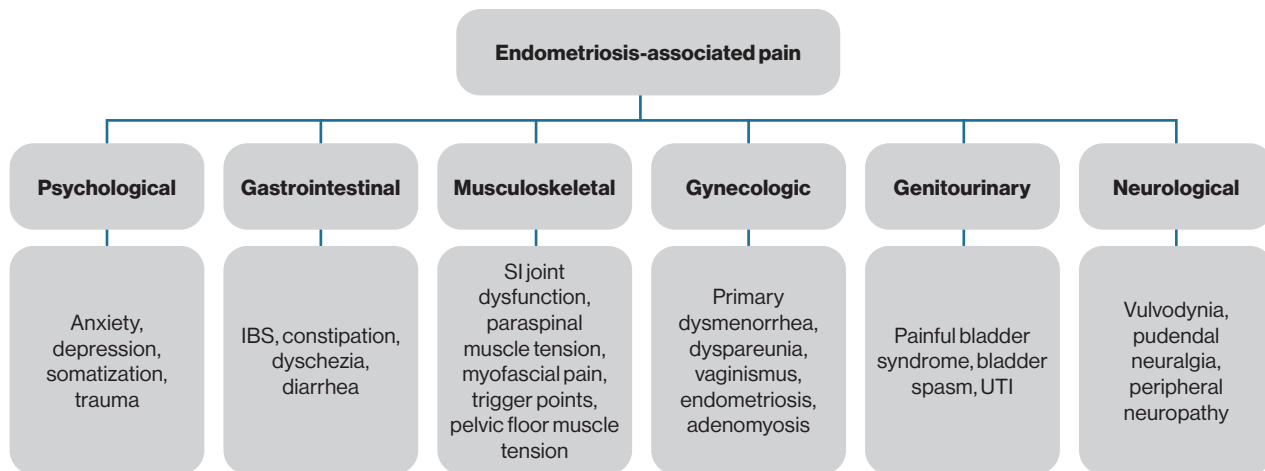 Endometriosis-associated pain
Psychological
Gastrointestinal
Musculoskeletal
Gynecologic
Genitourinary
Neurological
Anxiety,
depression,
somatization,
trauma
IBS, constipation,
dyschezia,
diarrhea
SI joint
dysfunction,
paraspinal
muscle tension,
myofascial pain,
trigger points,
pelvic floor muscle
tension
Primary
dysmenorrhea,
dyspareunia,
vaginismus,
endometriosis,
adenomyosis
Painful bladder
syndrome, bladder
spasm, UTI
Vulvodynia,
pudendal
neuralgia,
peripheral
neuropathy